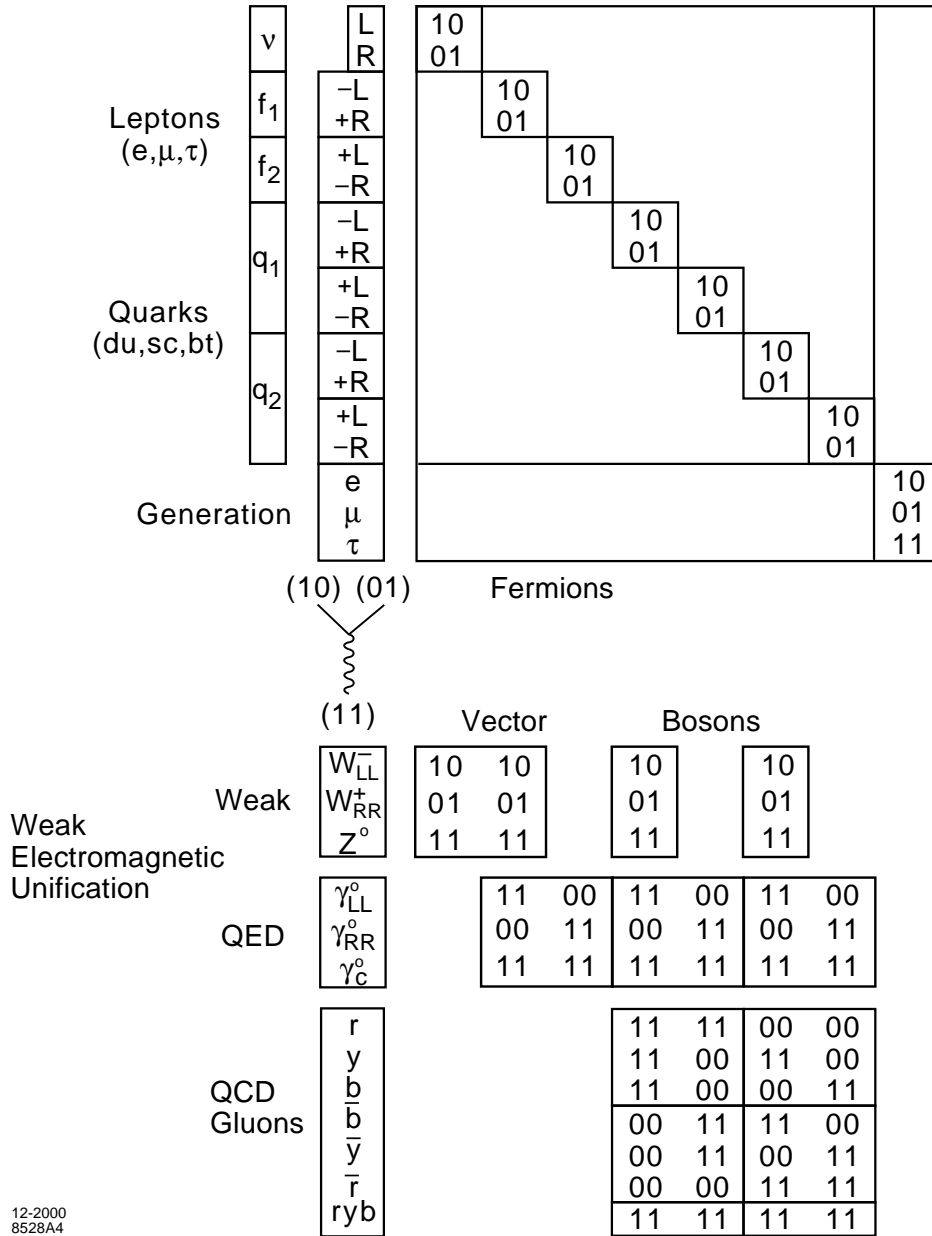 ν L 10
R 01
f₁ −L 10
+R 01
Leptons
(e,μ,τ)
f₂ +L 10
−R 01
q₁ −L 10
+R 01
+L 10
−R 01
Quarks
(du,sc,bt)
q₂ −L 10
+R 01
+L 10
−R 01
e 10
Generation μ 01
τ 11
(10) (01) Fermions
(11) Vector Bosons
W⁻LL 10 10 10 10
Weak W⁺RR 01 01 01 01
Z° 11 11 11 11
Weak
Electromagnetic
Unification
γ°LL 11 00 11 00 11 00
QED γ°RR 00 11 00 11 00 11
γ°c 11 11 11 11 11 11
r 11 11 00 00
y 11 00 11 00
b 11 00 00 11
QCD
Gluons
b̅ 00 11 11 00
y̅ 00 11 00 11
r̅ 00 00 11 11
ryb 11 11 11 11
12-2000
8528A4